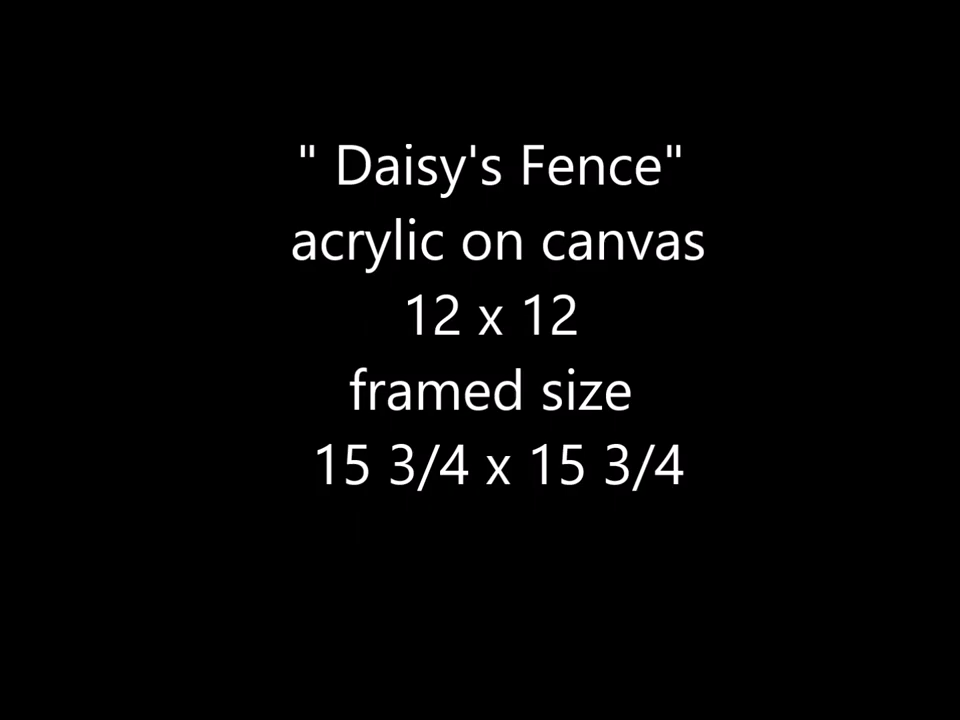 " Daisy's Fence"
acrylic on canvas
12 x 12
framed size
15 3/4 x 15 3/4